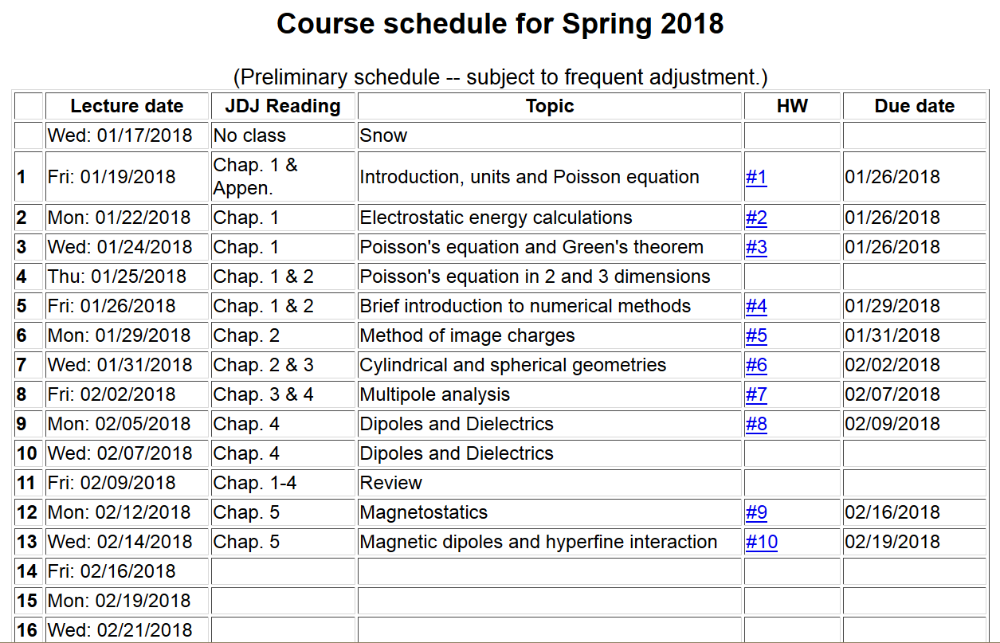 Course schedule for Spring 2018
(Preliminary schedule -- subject to frequent adjustment.)
Lecture date JDJ Reading Topic HW Due date
Wed: 01/17/2018 No class Snow
1 Fri: 01/19/2018 Chap. 1 & Appen. Introduction, units and Poisson equation #1 01/26/2018
2 Mon: 01/22/2018 Chap. 1 Electrostatic energy calculations #2 01/26/2018
3 Wed: 01/24/2018 Chap. 1 Poisson's equation and Green's theorem #3 01/26/2018
4 Thu: 01/25/2018 Chap. 1 & 2 Poisson's equation in 2 and 3 dimensions
5 Fri: 01/26/2018 Chap. 1 & 2 Brief introduction to numerical methods #4 01/29/2018
6 Mon: 01/29/2018 Chap. 2 Method of image charges #5 01/31/2018
7 Wed: 01/31/2018 Chap. 2 & 3 Cylindrical and spherical geometries #6 02/02/2018
8 Fri: 02/02/2018 Chap. 3 & 4 Multipole analysis #7 02/07/2018
9 Mon: 02/05/2018 Chap. 4 Dipoles and Dielectrics #8 02/09/2018
10 Wed: 02/07/2018 Chap. 4 Dipoles and Dielectrics
11 Fri: 02/09/2018 Chap. 1-4 Review
12 Mon: 02/12/2018 Chap. 5 Magnetostatics #9 02/16/2018
13 Wed: 02/14/2018 Chap. 5 Magnetic dipoles and hyperfine interaction #10 02/19/2018
14 Fri: 02/16/2018
15 Mon: 02/19/2018
16 Wed: 02/21/2018